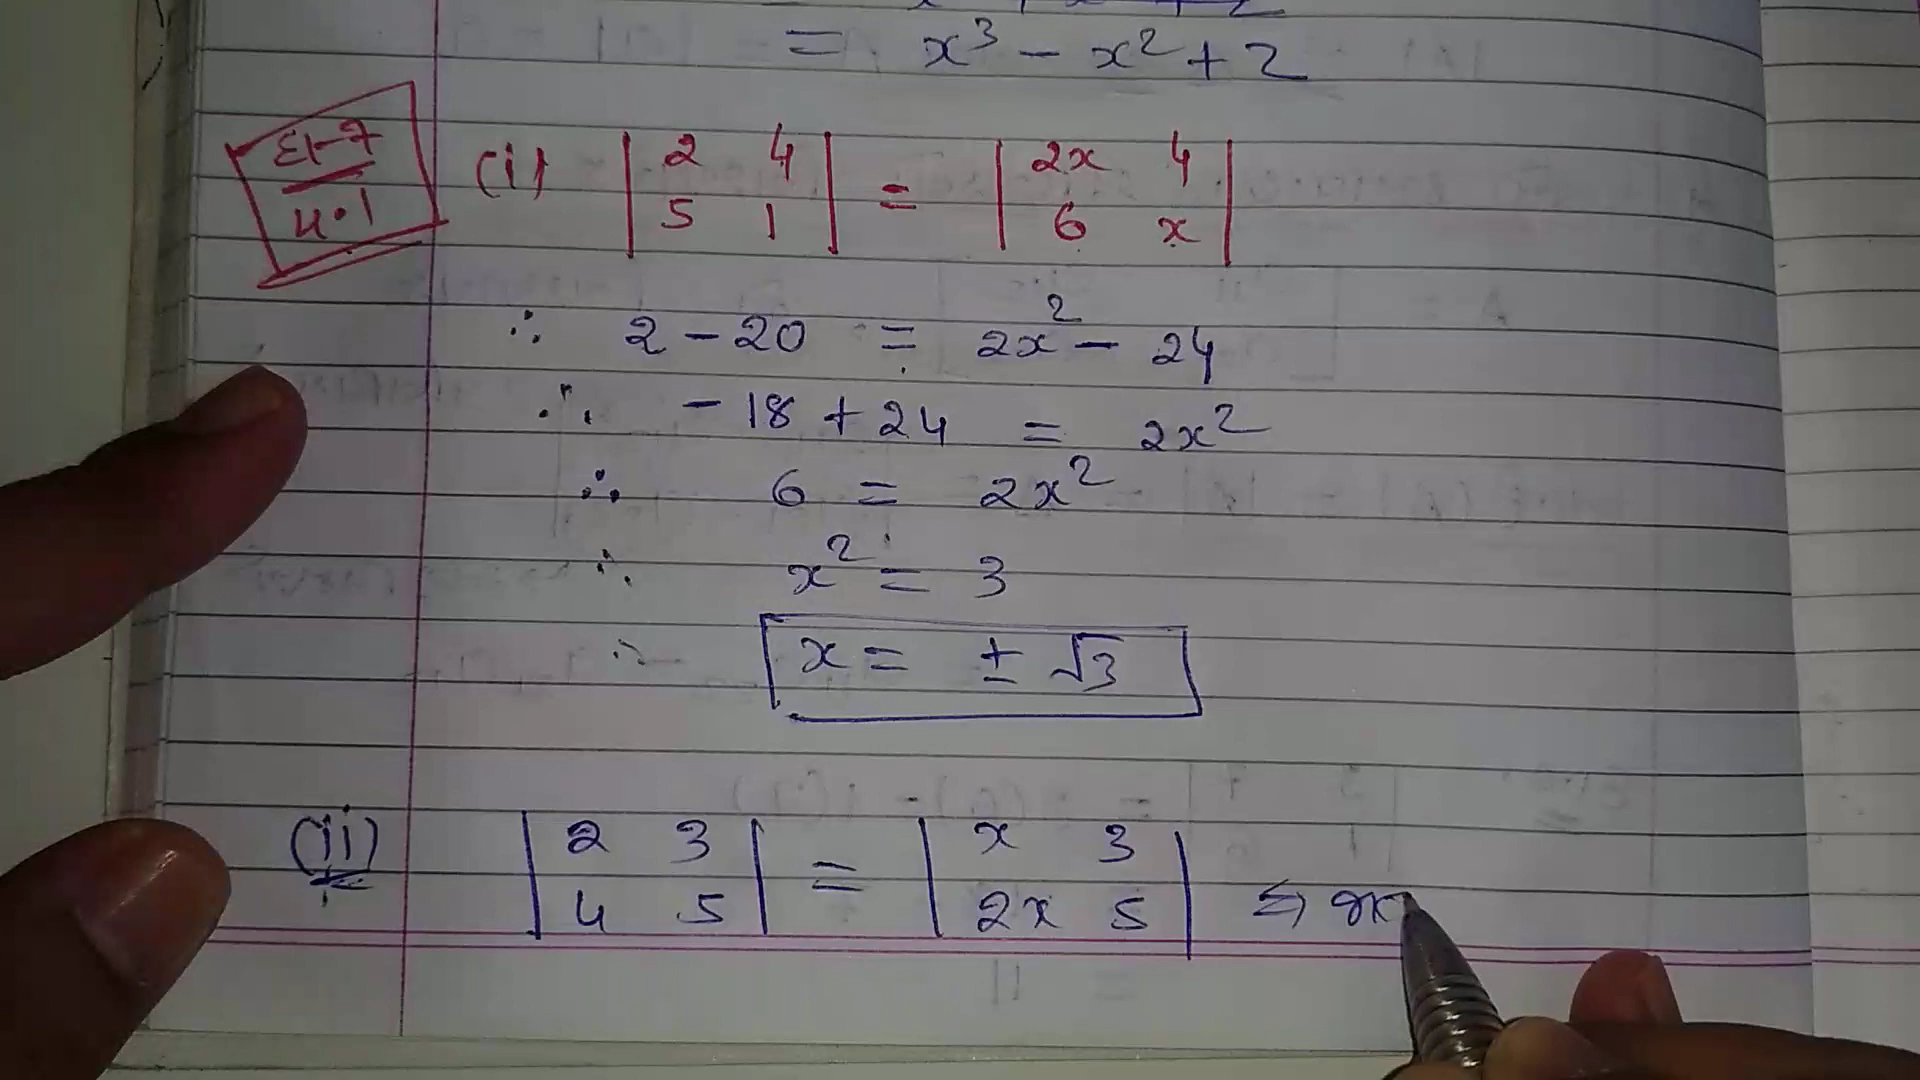 = x³ - x² + 2
Ex-7
4.1
(i) | 2 4 | = | 2x 4 |
| 5 1 | | 6 x |
∴ 2 - 20 = 2x² - 24
∴ -18 + 24 = 2x²
∴ 6 = 2x²
∴ x² = 3
∴ x = ± √3
(ii) | 2 3 | = | x 3 |
| 4 5 | | 2x 5 |